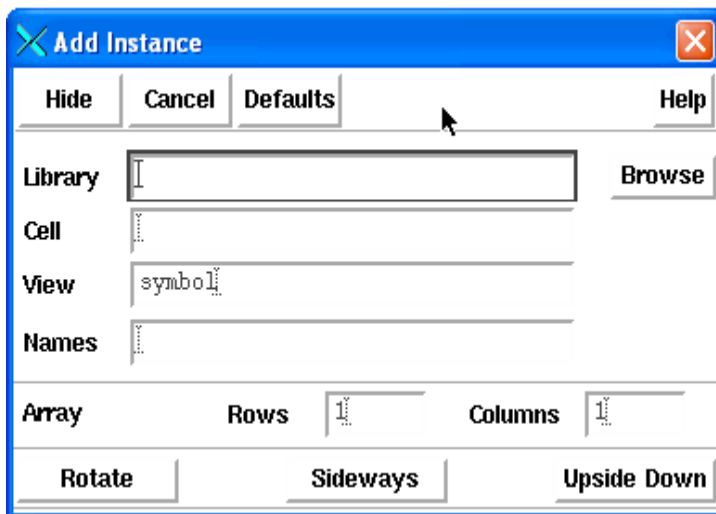 Add Instance
Hide Cancel Defaults Help
Library Browse
Cell
View symbol
Names
Array Rows 1 Columns 1
Rotate Sideways Upside Down